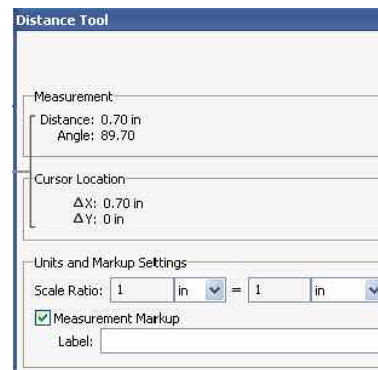 Distance Tool
Measurement
Distance: 0.70 in
Angle: 89.70
Cursor Location
ΔX: 0.70 in
ΔY: 0 in
Units and Markup Settings
Scale Ratio: 1 in = 1 in
Measurement Markup
Label: